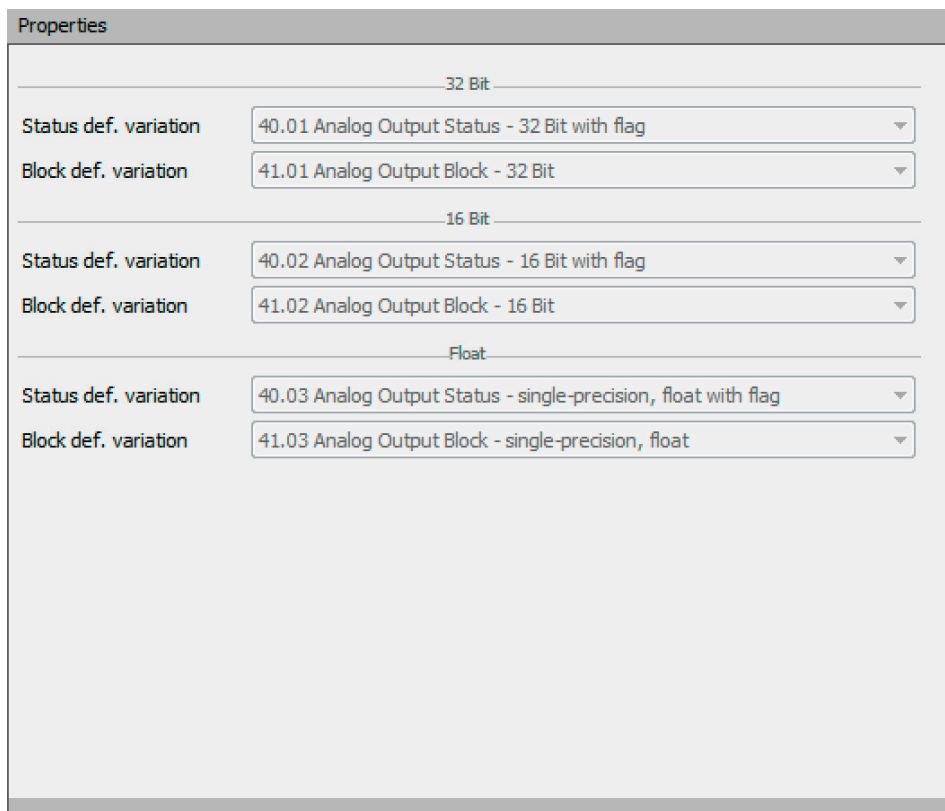 Properties
32 Bit
Status def. variation 40.01 Analog Output Status - 32 Bit with flag
Block def. variation 41.01 Analog Output Block - 32 Bit
16 Bit
Status def. variation 40.02 Analog Output Status - 16 Bit with flag
Block def. variation 41.02 Analog Output Block - 16 Bit
Float
Status def. variation 40.03 Analog Output Status - single-precision, float with flag
Block def. variation 41.03 Analog Output Block - single-precision, float